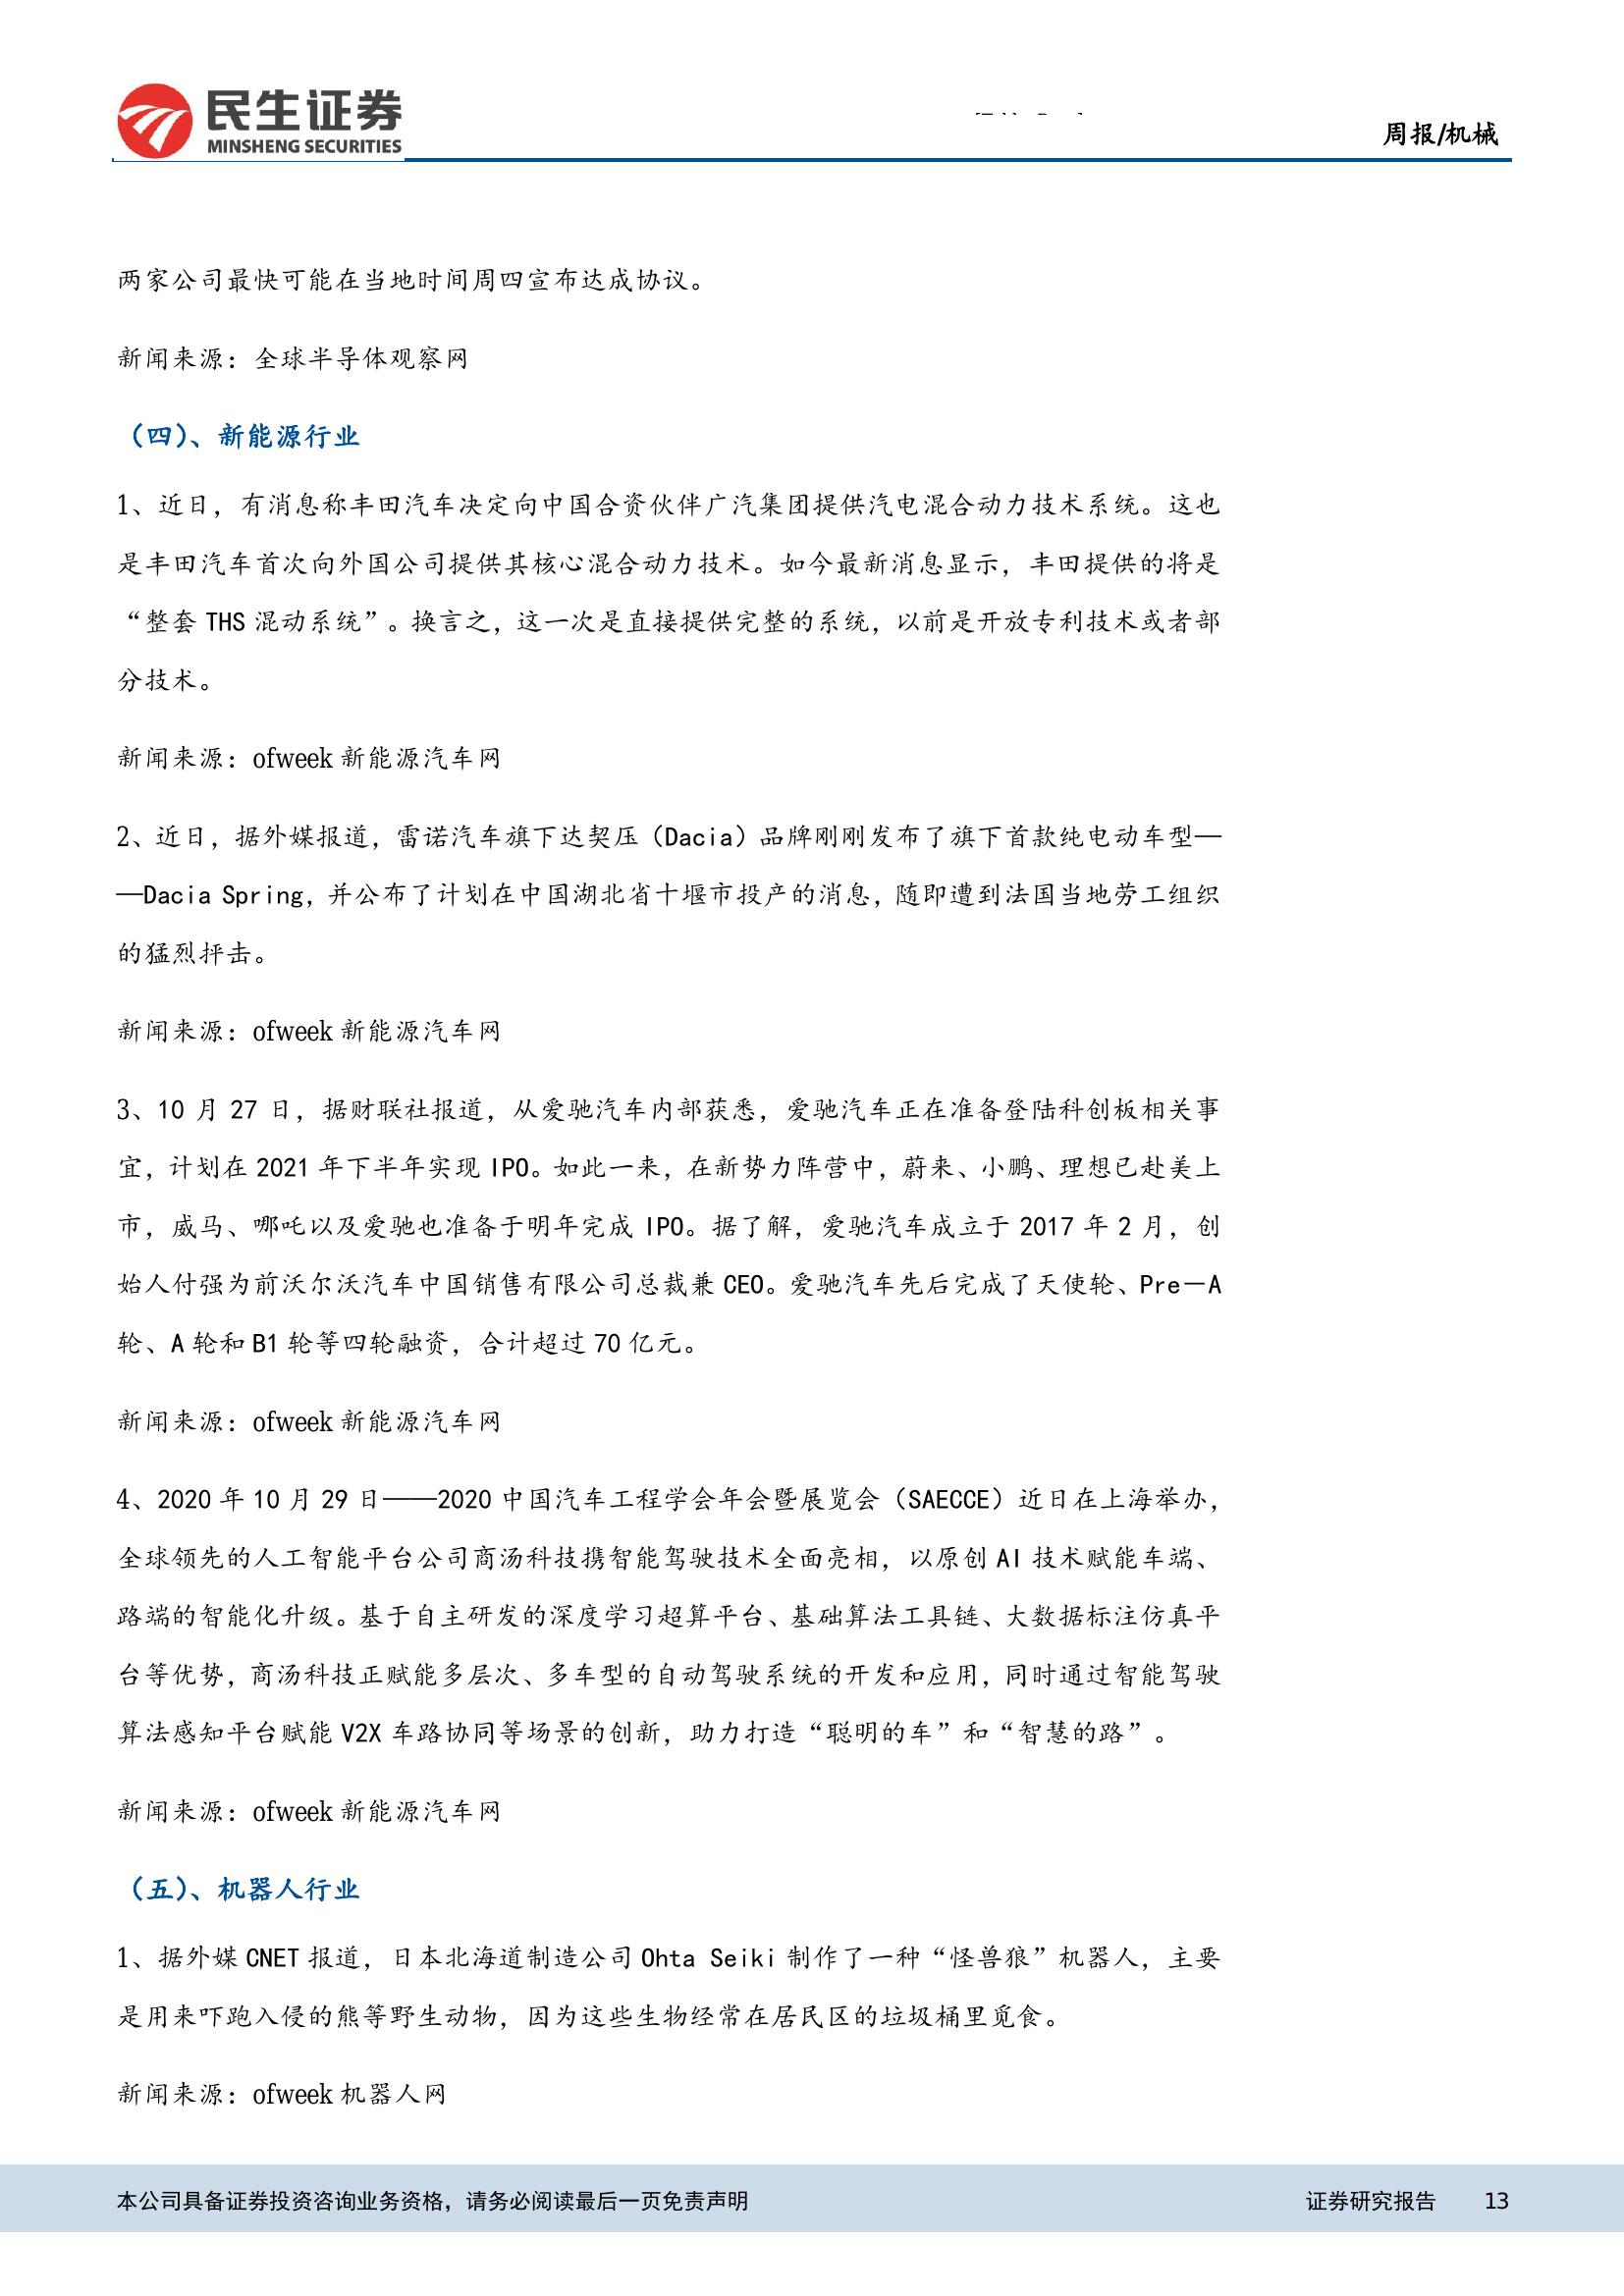 民生证券
MINSHENG SECURITIES
周报/机械
两家公司最快可能在当地时间周四宣布达成协议。
新闻来源：全球半导体观察网
（四）、新能源行业
1、近日，有消息称丰田汽车决定向中国合资伙伴广汽集团提供汽电混合动力技术系统。这也
是丰田汽车首次向外国公司提供其核心混合动力技术。如今最新消息显示，丰田提供的将是
“整套 THS 混动系统”。换言之，这一次是直接提供完整的系统，以前是开放专利技术或者部
分技术。
新闻来源：ofweek 新能源汽车网
2、近日，据外媒报道，雷诺汽车旗下达契压（Dacia）品牌刚刚发布了旗下首款纯电动车型—
—Dacia Spring，并公布了计划在中国湖北省十堰市投产的消息，随即遭到法国当地劳工组织
的猛烈抨击。
新闻来源：ofweek 新能源汽车网
3、10 月 27 日，据财联社报道，从爱驰汽车内部获悉，爱驰汽车正在准备登陆科创板相关事
宜，计划在 2021 年下半年实现 IPO。如此一来，在新势力阵营中，蔚来、小鹏、理想已赴美上
市，威马、哪吒以及爱驰也准备于明年完成 IPO。据了解，爱驰汽车成立于 2017 年 2 月，创
始人付强为前沃尔沃汽车中国销售有限公司总裁兼 CEO。爱驰汽车先后完成了天使轮、Pre－A
轮、A 轮和 B1 轮等四轮融资，合计超过 70 亿元。
新闻来源：ofweek 新能源汽车网
4、2020 年 10 月 29 日——2020 中国汽车工程学会年会暨展览会（SAECCE）近日在上海举办，
全球领先的人工智能平台公司商汤科技携智能驾驶技术全面亮相，以原创 AI 技术赋能车端、
路端的智能化升级。基于自主研发的深度学习超算平台、基础算法工具链、大数据标注仿真平
台等优势，商汤科技正赋能多层次、多车型的自动驾驶系统的开发和应用，同时通过智能驾驶
算法感知平台赋能 V2X 车路协同等场景的创新，助力打造“聪明的车”和“智慧的路”。
新闻来源：ofweek 新能源汽车网
（五）、机器人行业
1、据外媒 CNET 报道，日本北海道制造公司 Ohta Seiki 制作了一种“怪兽狼”机器人，主要
是用来吓跑入侵的熊等野生动物，因为这些生物经常在居民区的垃圾桶里觅食。
新闻来源：ofweek 机器人网
本公司具备证券投资咨询业务资格，请务必阅读最后一页免责声明
证券研究报告 13